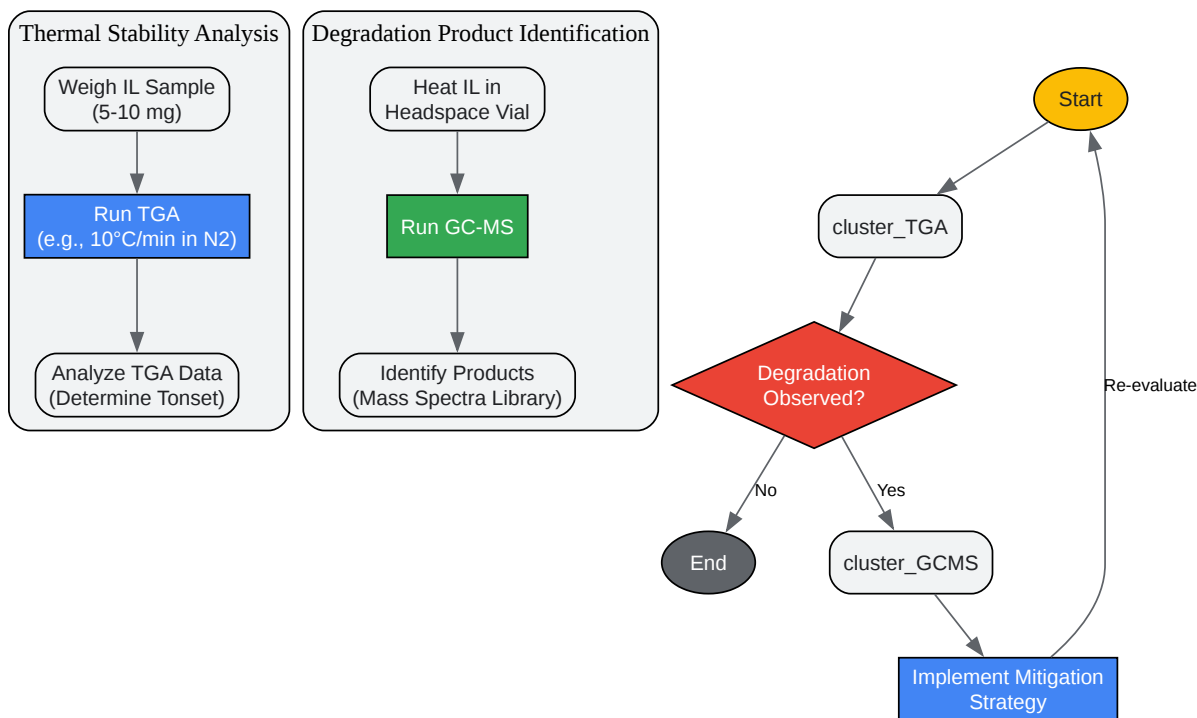 Thermal Stability Analysis
Weigh IL Sample
(5-10 mg)
Run TGA
(e.g., 10°C/min in N2)
Analyze TGA Data
(Determine Tonset)
Degradation Product Identification
Heat IL in
Headspace Vial
Run GC-MS
Identify Products
(Mass Spectra Library)
Start
cluster_TGA
Degradation
Observed?
Re-evaluate
No
Yes
End
cluster_GCMS
Implement Mitigation
Strategy